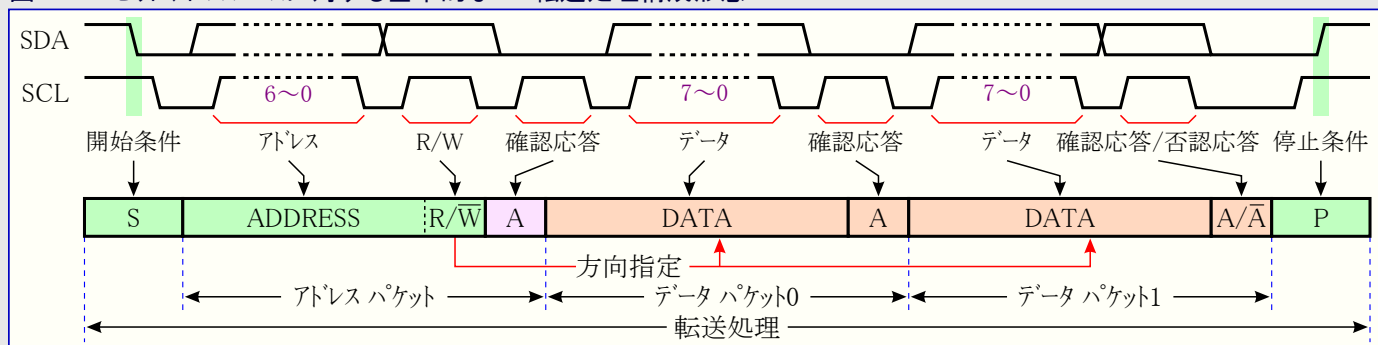 SDA
SCL
6～0
7～0
7～0
開始条件 アドレス R/W 確認応答 データ 確認応答 データ 確認応答/否認応答 停止条件
S ADDRESS R/W̅ A DATA A DATA A/A̅ P
方向指定
アドレス パケット データ パケット0 データ パケット1
転送処理